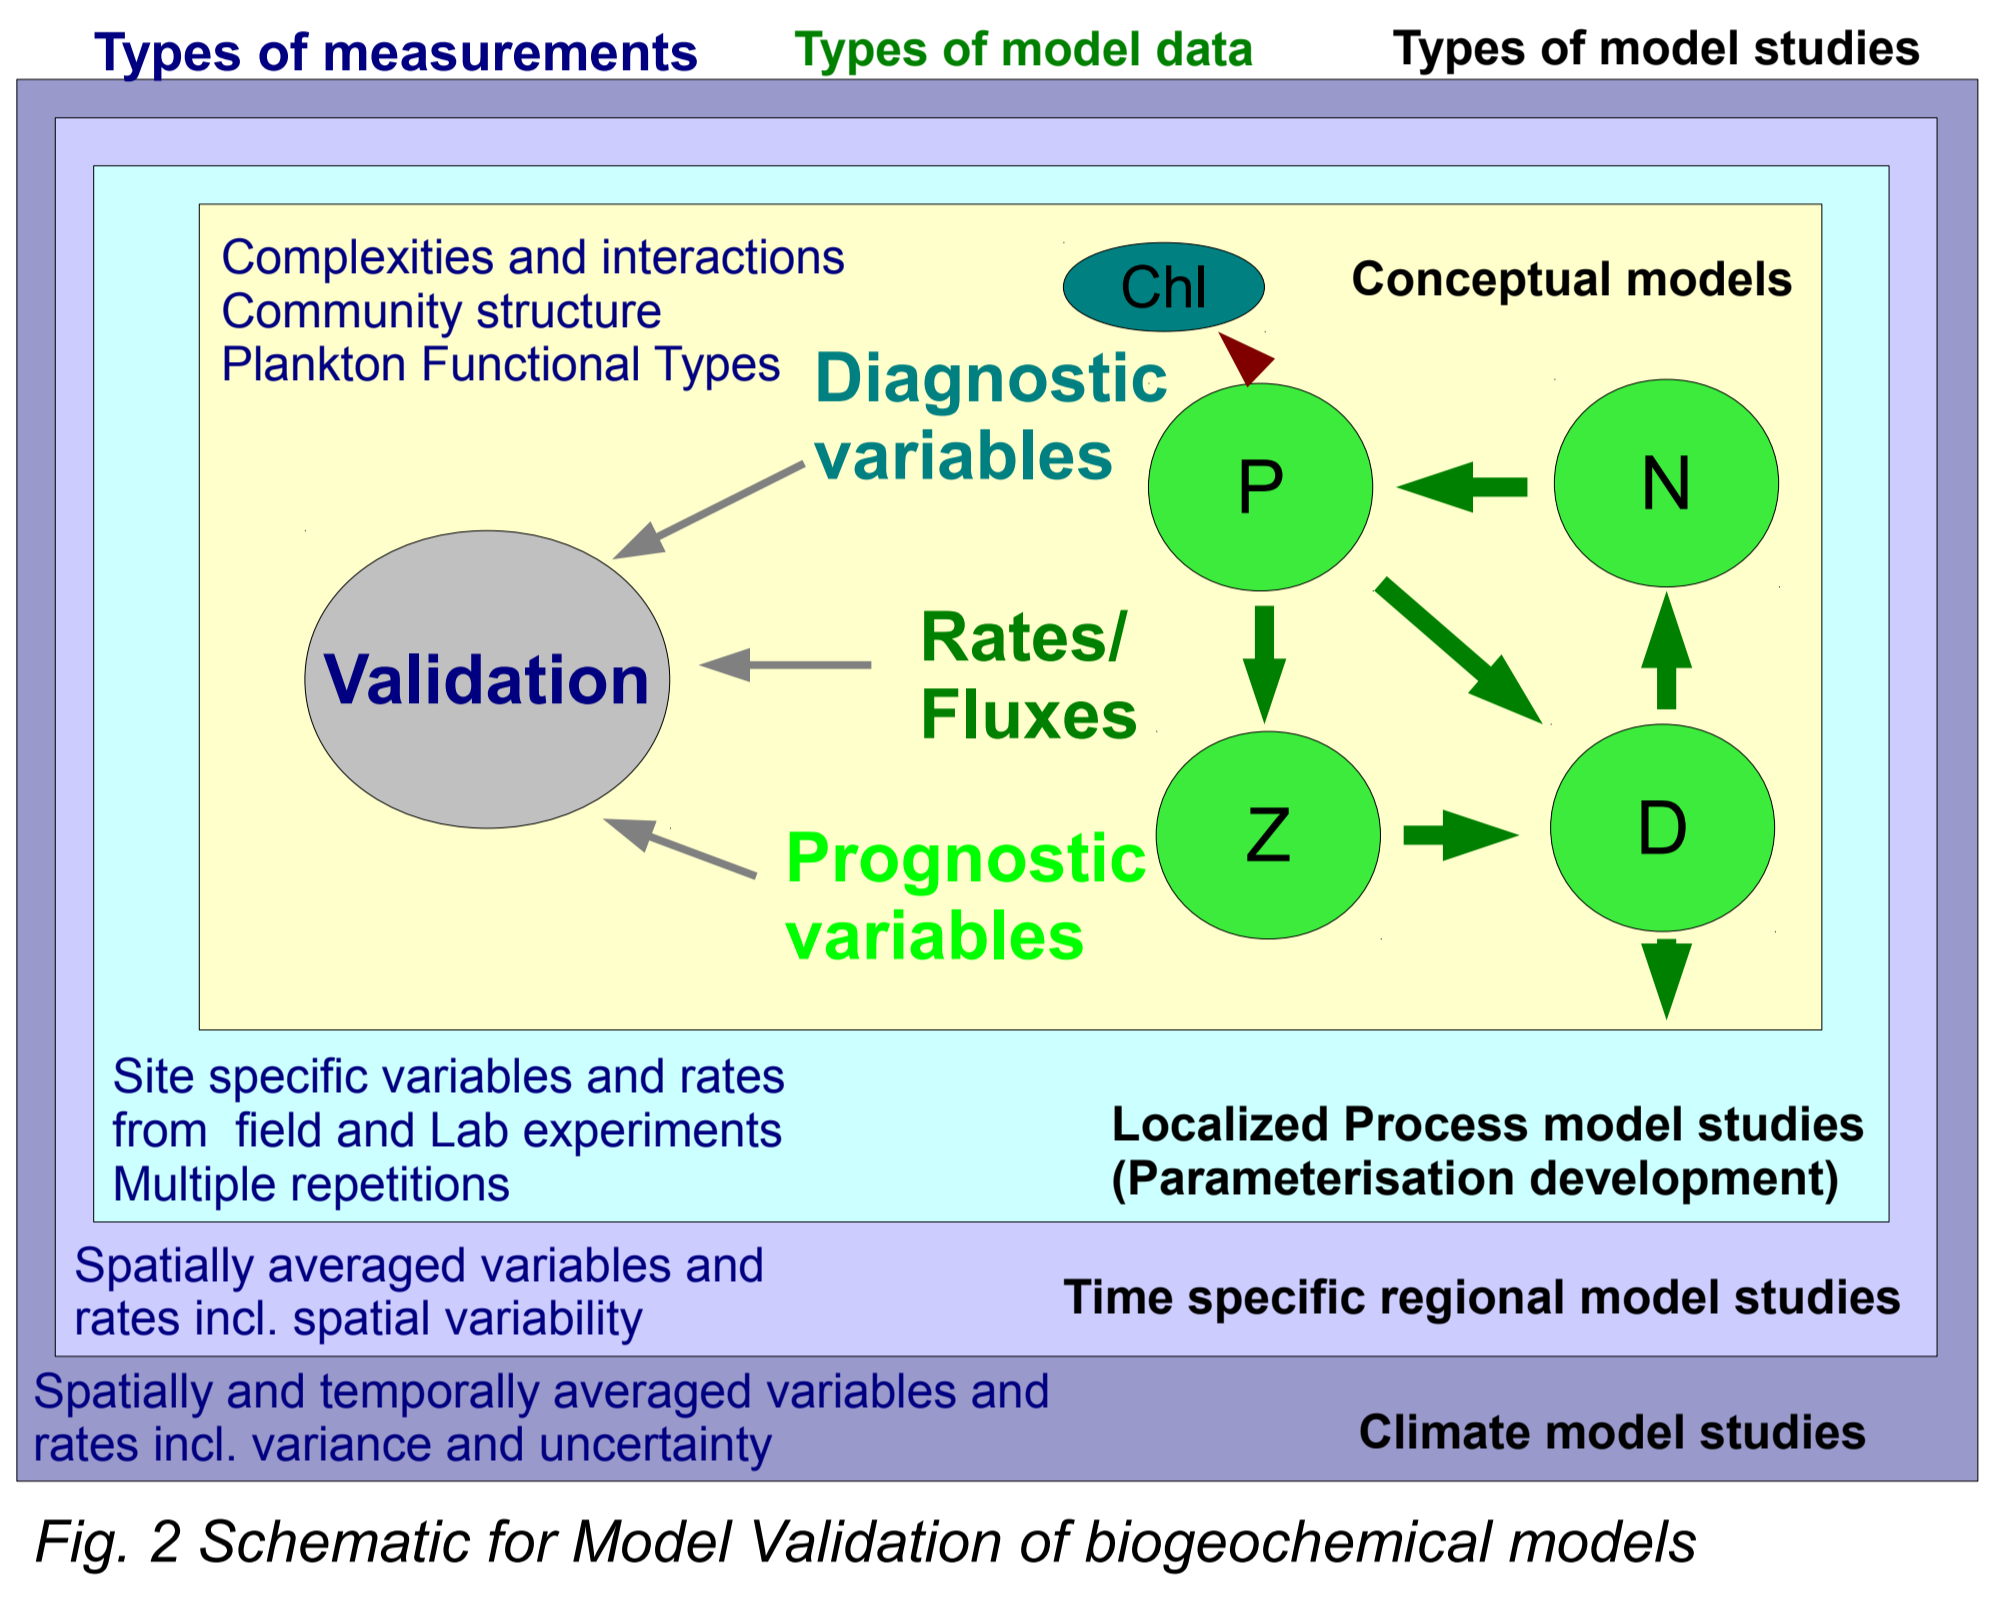 Types of measurements
Types of model data
Types of model studies
Complexities and interactions
Community structure
Plankton Functional Types
Chl
Conceptual models
Diagnostic
variables
P
N
Validation
Rates/
Fluxes
Prognostic
variables
Z
D
Site specific variables and rates
from  field and Lab experiments
Multiple repetitions
Localized Process model studies
(Parameterisation development)
Spatially averaged variables and
rates incl. spatial variability
Time specific regional model studies
Spatially and temporally averaged variables and
rates incl. variance and uncertainty
Climate model studies
Fig. 2 Schematic for Model Validation of biogeochemical models